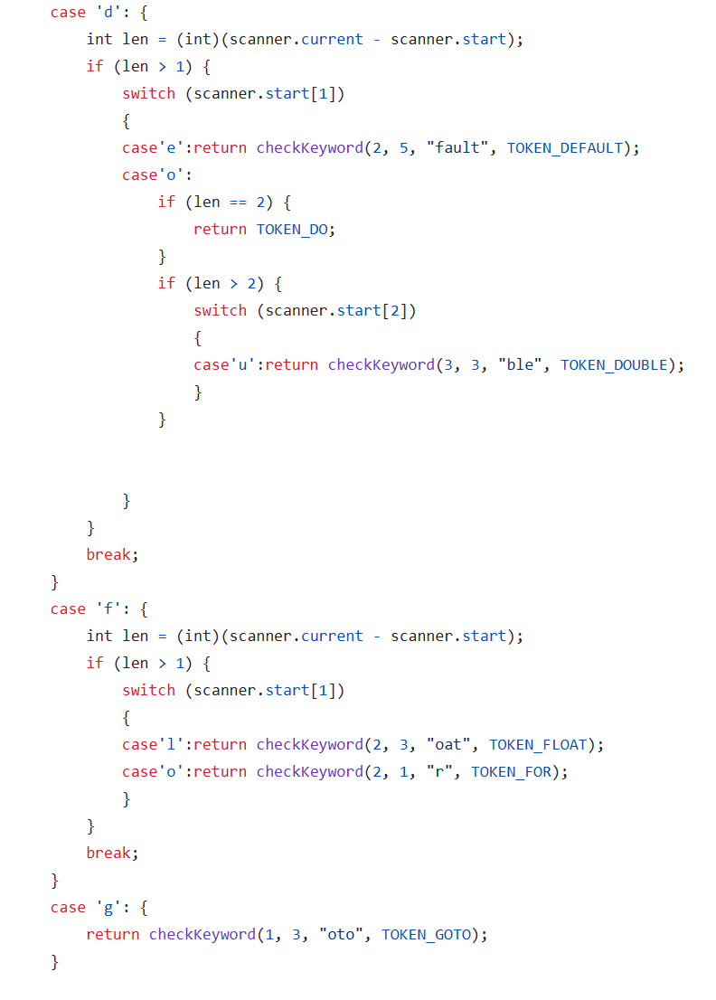 case 'd': {
int len = (int)(scanner.current - scanner.start);
if (len > 1) {
switch (scanner.start[1])
{
case'e':return checkKeyword(2, 5, "fault", TOKEN_DEFAULT);
case'o':
if (len == 2) {
return TOKEN_DO;
}
if (len > 2) {
switch (scanner.start[2])
{
case'u':return checkKeyword(3, 3, "ble", TOKEN_DOUBLE);
}
}
}
}
break;
}
case 'f': {
int len = (int)(scanner.current - scanner.start);
if (len > 1) {
switch (scanner.start[1])
{
case'l':return checkKeyword(2, 3, "oat", TOKEN_FLOAT);
case'o':return checkKeyword(2, 1, "r", TOKEN_FOR);
}
}
break;
}
case 'g': {
return checkKeyword(1, 3, "oto", TOKEN_GOTO);
}